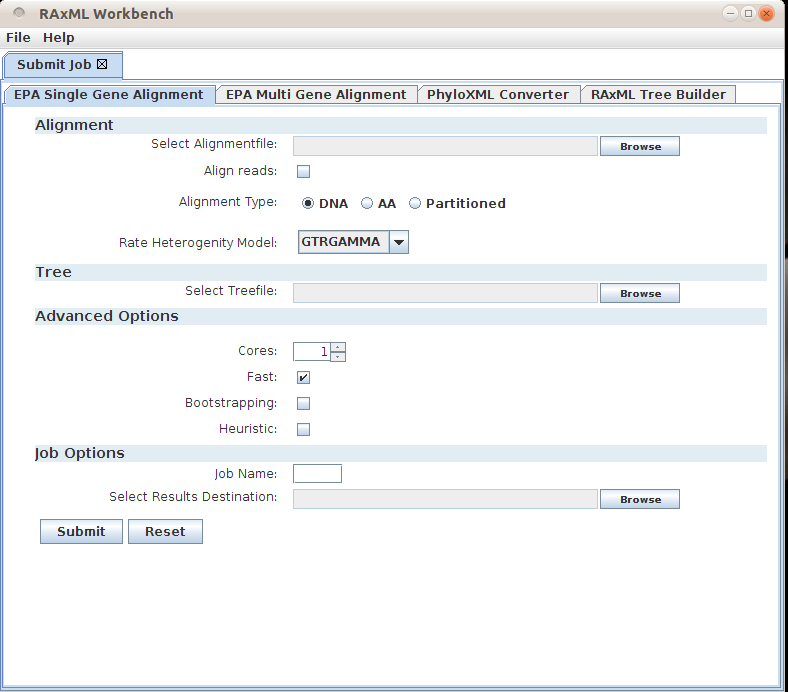 RAxML Workbench
File Help
Submit Job
EPA Single Gene Alignment EPA Multi Gene Alignment PhyloXML Converter RAxML Tree Builder
Alignment
Select Alignmentfile: Browse
Align reads:
Alignment Type: DNA AA Partitioned
Rate Heterogenity Model: GTRGAMMA
Tree
Select Treefile: Browse
Advanced Options
Cores: 1
Fast:
Bootstrapping:
Heuristic:
Job Options
Job Name:
Select Results Destination: Browse
Submit Reset